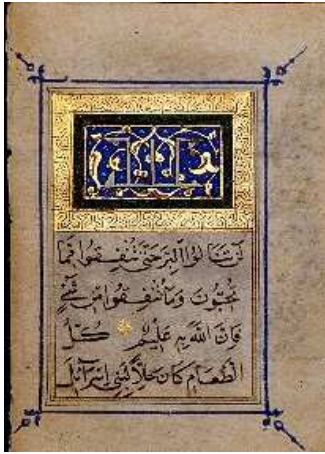 لن تنالوا البر حتى تنفقوا مما
تحبون وما تنفقوا من شيء
فإن الله به عليم كل
الطعام كان حلا لبني إسرائيل